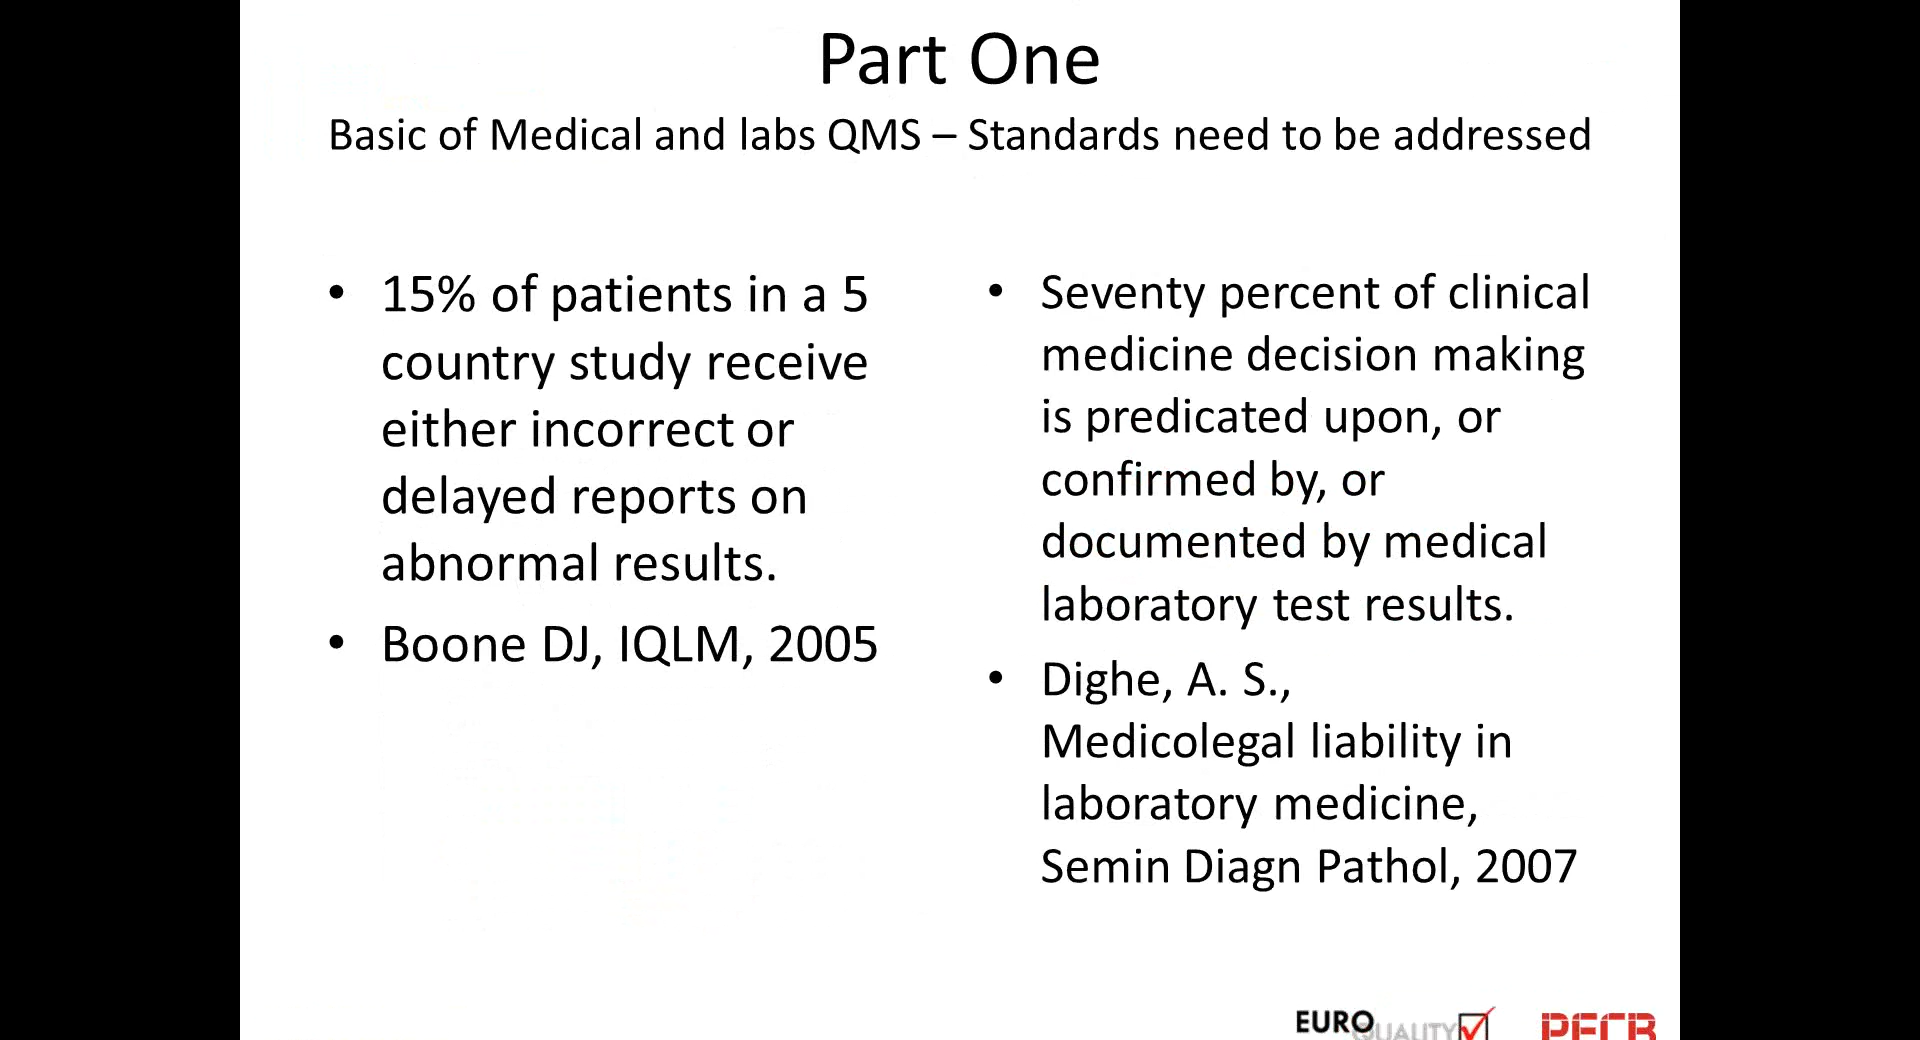 Part One
Basic of Medical and labs QMS – Standards need to be addressed
• 15% of patients in a 5
country study receive
either incorrect or
delayed reports on
abnormal results.
• Boone DJ, IQLM, 2005
• Seventy percent of clinical
medicine decision making
is predicated upon, or
confirmed by, or
documented by medical
laboratory test results.
• Dighe, A. S.,
Medicolegal liability in
laboratory medicine,
Semin Diagn Pathol, 2007
EURO
QUALITY
PECB